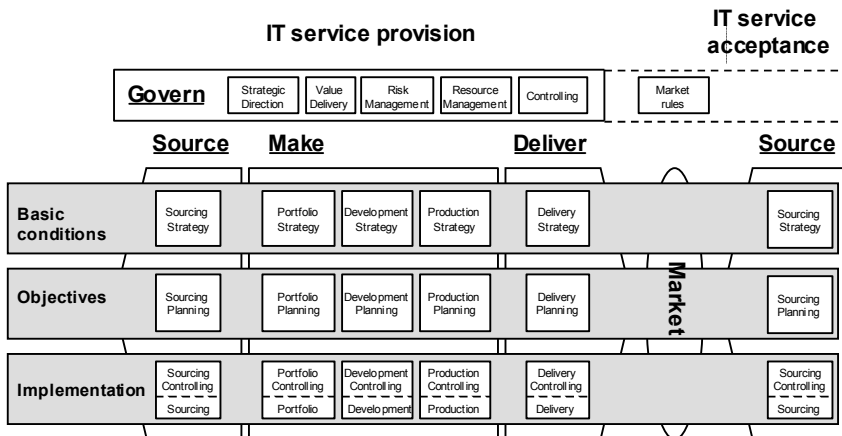 IT service provision
IT service
acceptance
Govern
Strategic
Direction
Value
Delivery
Risk
Management
Resource
Management
Controlling
Market
rules
Source
Make
Deliver
Source
Basic
conditions
Sourcing
Strategy
Portfolio
Strategy
Development
Strategy
Production
Strategy
Delivery
Strategy
Sourcing
Strategy
Market
Objectives
Sourcing
Planning
Portfolio
Planning
Development
Planning
Production
Planning
Delivery
Planning
Sourcing
Planning
Implementation
Sourcing
Controlling
Sourcing
Portfolio
Controlling
Portfolio
Development
Controlling
Development
Production
Controlling
Production
Delivery
Controlling
Delivery
Sourcing
Controlling
Sourcing